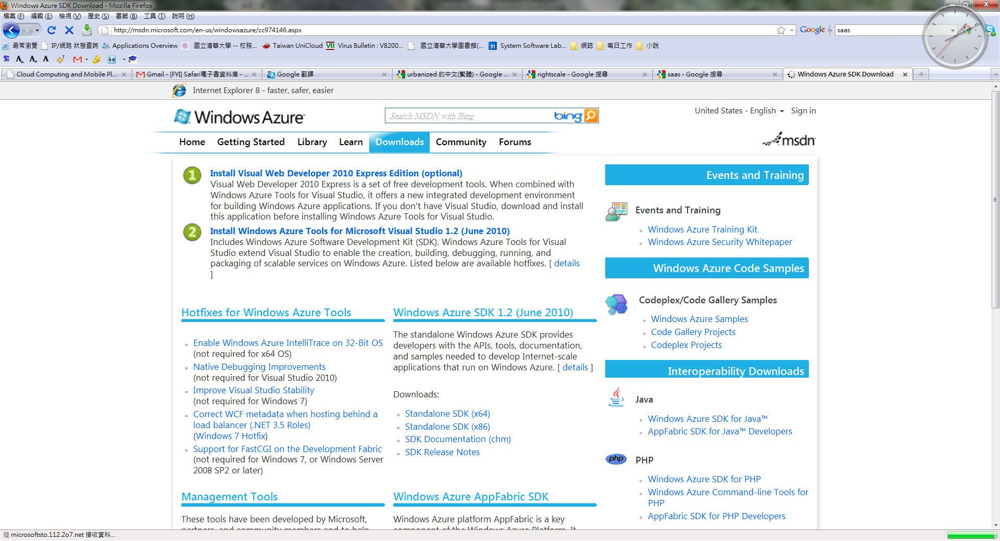 Windows Azure SDK Download - Mozilla Firefox
檔案 (F) 編輯 (E) 檢視 (V) 歷史 (S) 書籤 (B) 工具 (T) 說明 (H)
http://msdn.microsoft.com/en-us/windowsazure/cc974146.aspx
Google
saas
最常瀏覽 IP/網路 狀態查詢 Applications Overview 國立清華大學 -- 校務... Taiwan UniCloud VB Virus Bulletin : VB200... 國立清華大學圖書館(... 31 System Software Lab... 網誌 每日工作 小說
Cloud Computing and Mobile Pl... Gmail - [FYI] Safari電子書資料庫 - ... Google 翻譯 urbanized 的中文(繁體) - Google ... rightscale - Google 搜尋 saas - Google 搜尋 Windows Azure SDK Download
Internet Explorer 8 - faster, safer, easier
Windows Azure™
Search MSDN with Bing
bing
United States - English Sign in
msdn
Home Getting Started Library Learn Downloads Community Forums
1
Install Visual Web Developer 2010 Express Edition (optional)
Visual Web Developer 2010 Express is a set of free development tools. When combined with
Windows Azure Tools for Visual Studio, it offers a new integrated development environment
for building Windows Azure applications. If you don't have Visual Studio, download and install
this application before installing Windows Azure Tools for Visual Studio.
2
Install Windows Azure Tools for Microsoft Visual Studio 1.2 (June 2010)
Includes Windows Azure Software Development Kit (SDK). Windows Azure Tools for Visual
Studio extend Visual Studio to enable the creation, building, debugging, running, and
packaging of scalable services on Windows Azure. Listed below are available hotfixes. [ details
]
Hotfixes for Windows Azure Tools
Enable Windows Azure IntelliTrace on 32-Bit OS
(not required for x64 OS)
Native Debugging Improvements
(not required for Visual Studio 2010)
Improve Visual Studio Stability
(not required for Windows 7)
Correct WCF metadata when hosting behind a
load balancer (.NET 3.5 Roles)
(Windows 7 Hotfix)
Support for FastCGI on the Development Fabric
(not required for Windows 7, or Windows Server
2008 SP2 or later)
Management Tools
These tools have been developed by Microsoft,
partners, and community members and to help
Windows Azure SDK 1.2 (June 2010)
The standalone Windows Azure SDK provides
developers with the APIs, tools, documentation,
and samples needed to develop Internet-scale
applications that run on Windows Azure. [ details ]
Downloads:
Standalone SDK (x64)
Standalone SDK (x86)
SDK Documentation (chm)
SDK Release Notes
Windows Azure AppFabric SDK
Windows Azure platform AppFabric is a key
component of the Windows Azure Platform. It
Events and Training
Events and Training
Windows Azure Training Kit
Windows Azure Security Whitepaper
Windows Azure Code Samples
Codeplex/Code Gallery Samples
Windows Azure Samples
Code Gallery Projects
Codeplex Projects
Interoperability Downloads
Java
Windows Azure SDK for Java™
AppFabric SDK for Java™ Developers
php
PHP
Windows Azure SDK for PHP
Windows Azure Command-line Tools for
PHP
AppFabric SDK for PHP Developers
從 microsoftsto.112.2o7.net 接收資料...